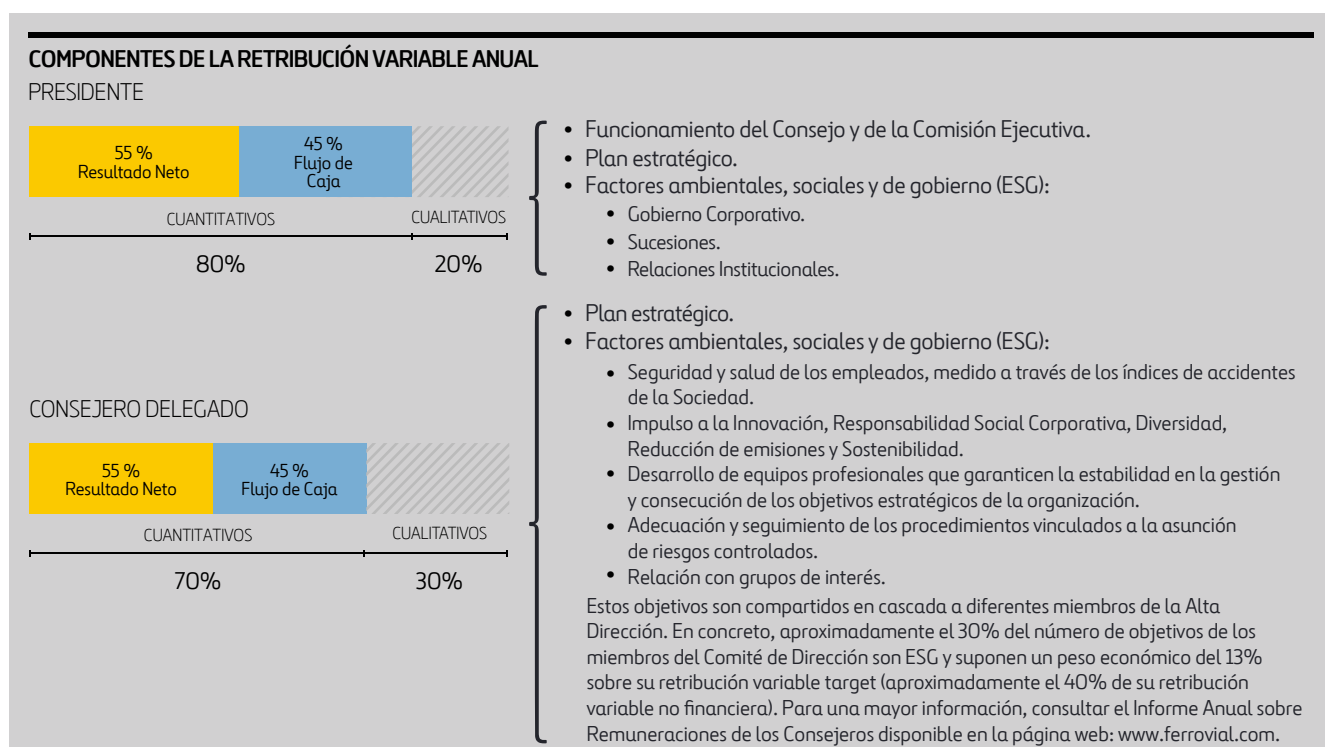 COMPONENTES DE LA RETRIBUCIÓN VARIABLE ANUAL
PRESIDENTE
55 %
Resultado Neto
45 %
Flujo de
Caja
CUANTITATIVOS
CUALITATIVOS
80%
20%
• Funcionamiento del Consejo y de la Comisión Ejecutiva.
• Plan estratégico.
• Factores ambientales, sociales y de gobierno (ESG):
• Gobierno Corporativo.
• Sucesiones.
• Relaciones Institucionales.
CONSEJERO DELEGADO
55 %
Resultado Neto
45 %
Flujo de Caja
CUANTITATIVOS
CUALITATIVOS
70%
30%
• Plan estratégico.
• Factores ambientales, sociales y de gobierno (ESG):
• Seguridad y salud de los empleados, medido a través de los índices de accidentes
de la Sociedad.
• Impulso a la Innovación, Responsabilidad Social Corporativa, Diversidad,
Reducción de emisiones y Sostenibilidad.
• Desarrollo de equipos profesionales que garanticen la estabilidad en la gestión
y consecución de los objetivos estratégicos de la organización.
• Adecuación y seguimiento de los procedimientos vinculados a la asunción
de riesgos controlados.
• Relación con grupos de interés.
Estos objetivos son compartidos en cascada a diferentes miembros de la Alta
Dirección. En concreto, aproximadamente el 30% del número de objetivos de los
miembros del Comité de Dirección son ESG y suponen un peso económico del 13%
sobre su retribución variable target (aproximadamente el 40% de su retribución
variable no financiera). Para una mayor información, consultar el Informe Anual sobre
Remuneraciones de los Consejeros disponible en la página web: www.ferrovial.com.